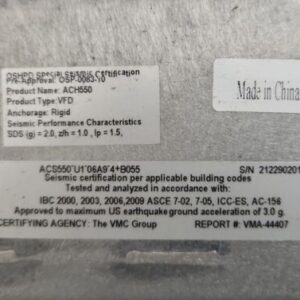 OSHPD Special Seismic Certification
Pre-Approval: OSP-0083-10
Product Name: ACH550
Product Type: VFD
Anchoring: Rigid
Seismic Performance Characteristics
SDS (g) = 2.0, z/h = 1.0 , Ip = 1.5,
Made in China
ACS550-U1-06A9-4+B055
S/N 212290201
Seismic certification per applicable building codes
Tested and analyzed in accordance with:
IBC 2000, 2003, 2006,2009 ASCE 7-02, 7-05, ICC-ES, AC-156
Approved to maximum US earthquake ground acceleration of 3.0 g.
CERTIFYING AGENCY: The VMC Group
REPORT #: VMA-44407